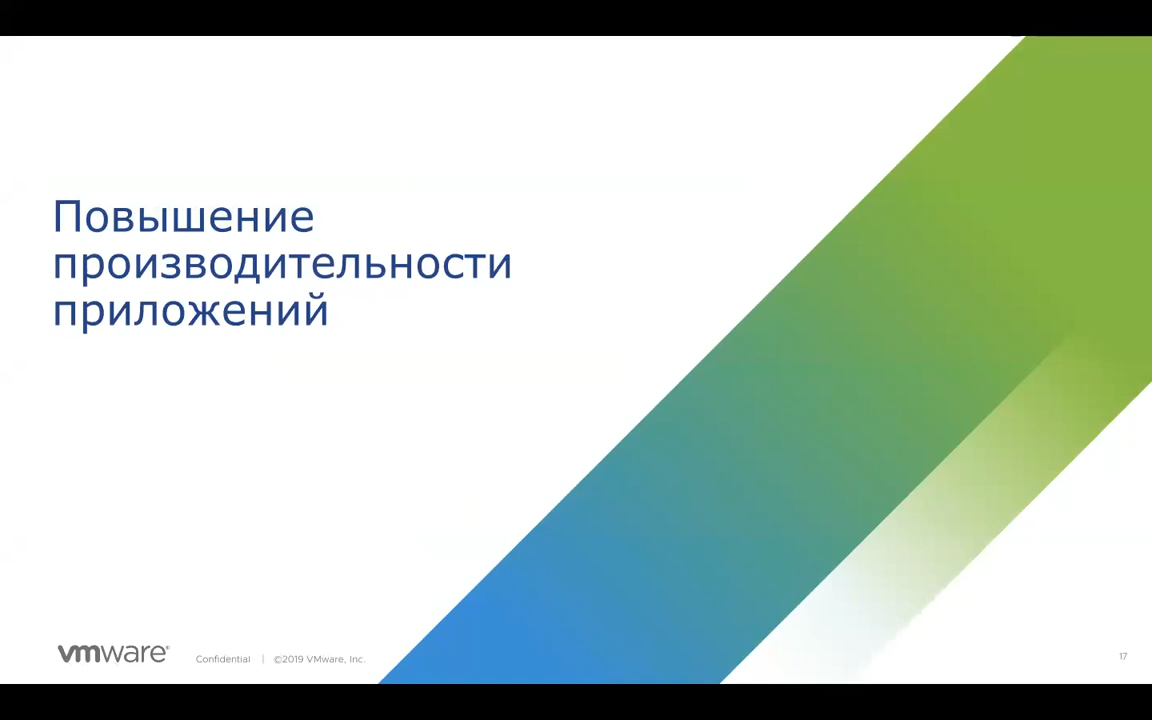 Повышение
производительности
приложений
vmware® Confidential | ©2019 VMware, Inc. 17